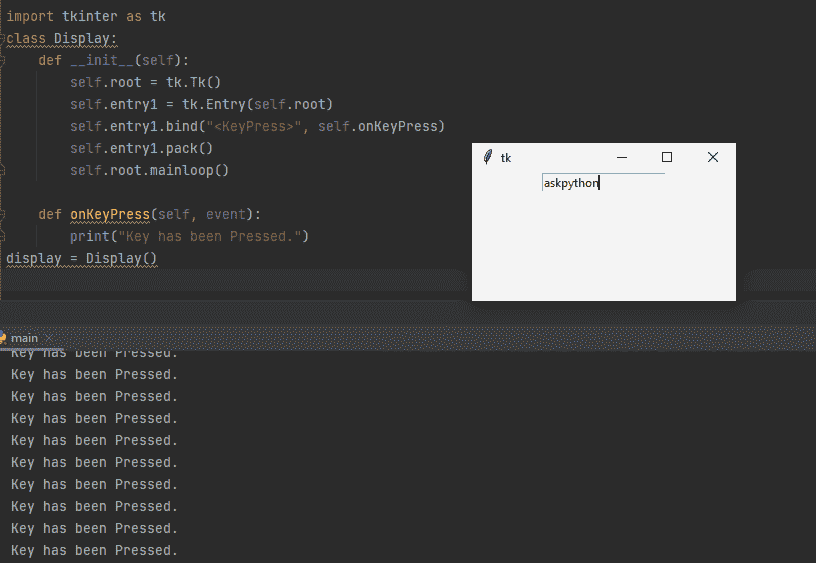 import tkinter as tk
class Display:
    def __init__(self):
        self.root = tk.Tk()
        self.entry1 = tk.Entry(self.root)
        self.entry1.bind("<KeyPress>", self.onKeyPress)
        self.entry1.pack()
        self.root.mainloop()
    def onKeyPress(self, event):
        print("Key has been Pressed.")
display = Display()
tk
askpython
main
Key has been Pressed.
Key has been Pressed.
Key has been Pressed.
Key has been Pressed.
Key has been Pressed.
Key has been Pressed.
Key has been Pressed.
Key has been Pressed.
Key has been Pressed.
Key has been Pressed.